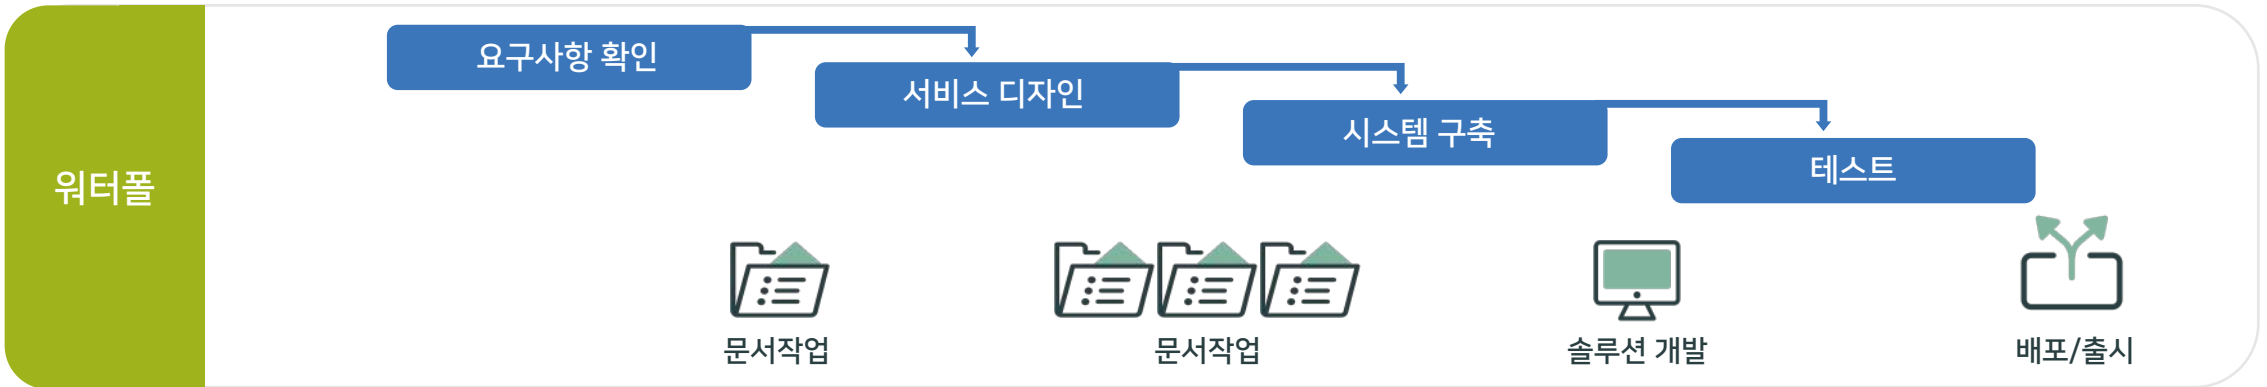 워터폴
요구사항 확인
서비스 디자인
시스템 구축
테스트
문서작업
문서작업
솔루션 개발
배포/출시